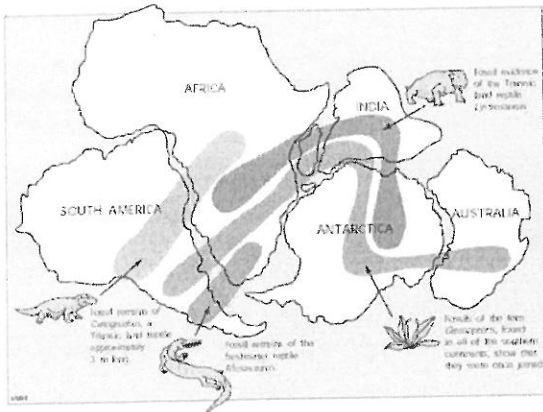 AFRICA
INDIA
SOUTH AMERICA
ANTARCTICA
AUSTRALIA
Fossil evidence
of the Triassic
land reptile
Lystrosaurus.
Fossil remains of
Cynognathus, a
Triassic land reptile
approximately
3 m long.
Fossil remains of the
freshwater reptile
Mesosaurus.
Fossils of the fern
Glossopteris, found
in all of the southern
continents, show that
they were once joined.